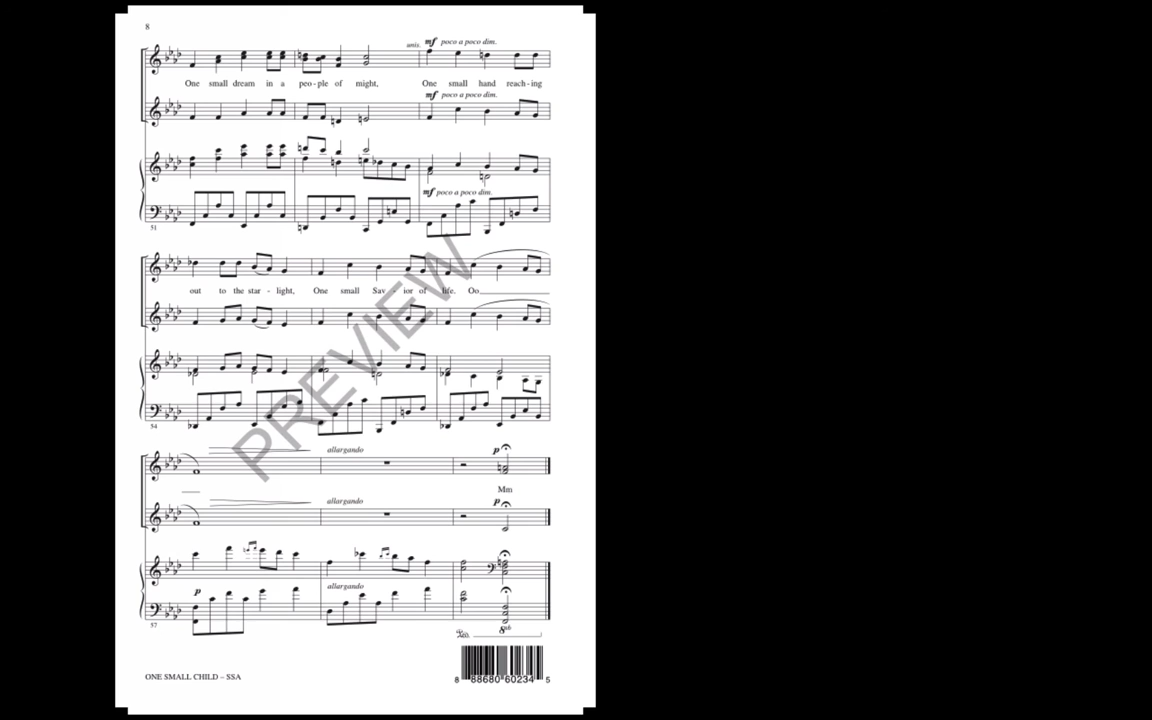 8
unis. mf poco a poco dim.
One small dream in a peo - ple of might, One small hand reach - ing
mf poco a poco dim.
mf poco a poco dim.
51
out to the star - light, One small Sav - ior of life. Oo
54
allargando
p
Mm
allargando
p
p
allargando
57
Ped.
8vb
ONE SMALL CHILD – SSA
8 88680 60234 5
PREVIEW